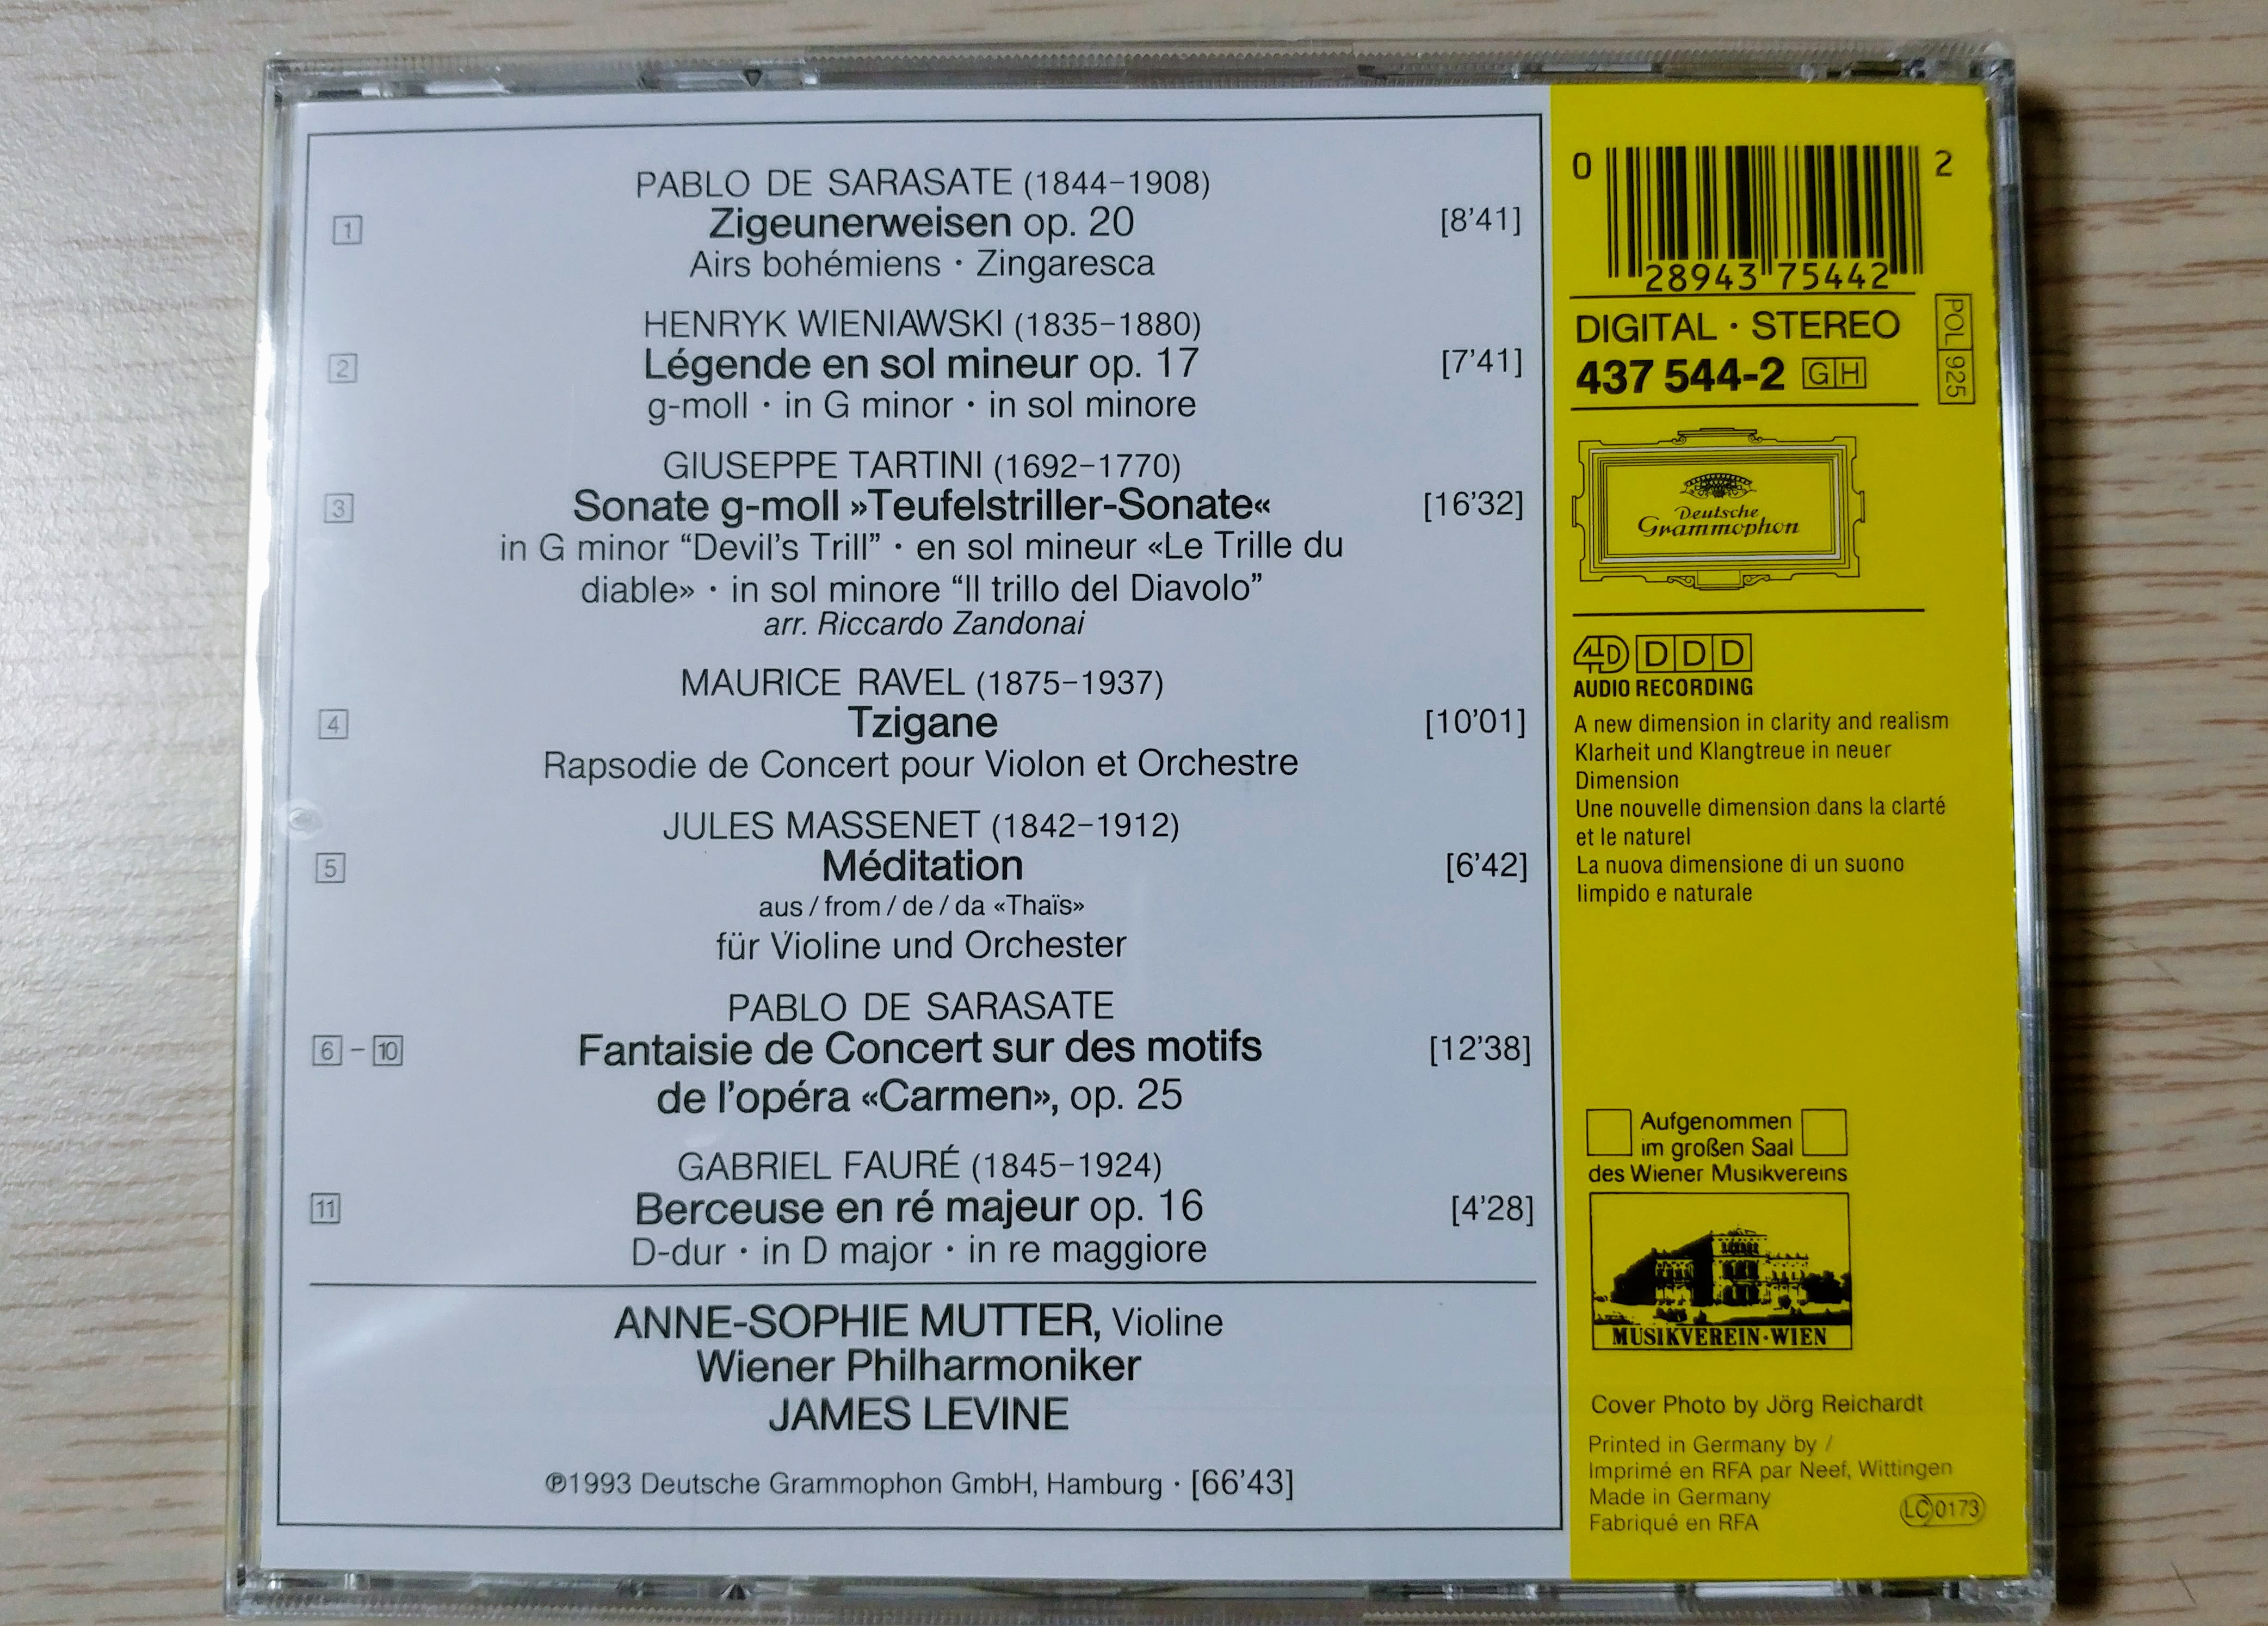 PABLO DE SARASATE (1844–1908)
1 Zigeunerweisen op. 20 [8'41]
Airs bohémiens · Zingaresca
HENRYK WIENIAWSKI (1835–1880)
2 Légende en sol mineur op. 17 [7'41]
g-moll · in G minor · in sol minore
GIUSEPPE TARTINI (1692–1770)
3 Sonate g-moll »Teufelstriller-Sonate« [16'32]
in G minor “Devil's Trill” · en sol mineur «Le Trille du
diable» · in sol minore “Il trillo del Diavolo”
arr. Riccardo Zandonai
MAURICE RAVEL (1875–1937)
4 Tzigane [10'01]
Rapsodie de Concert pour Violon et Orchestre
JULES MASSENET (1842–1912)
5 Méditation [6'42]
aus / from / de / da «Thaïs»
für Violine und Orchester
PABLO DE SARASATE
6 – 10 Fantaisie de Concert sur des motifs [12'38]
de l'opéra «Carmen», op. 25
GABRIEL FAURÉ (1845–1924)
11 Berceuse en ré majeur op. 16 [4'28]
D-dur · in D major · in re maggiore
ANNE-SOPHIE MUTTER, Violine
Wiener Philharmoniker
JAMES LEVINE
℗1993 Deutsche Grammophon GmbH, Hamburg · [66'43]
0 28943 75442 2
DIGITAL · STEREO
437 544-2 GH
POL 925
Deutsche
Grammophon
4D DDD
AUDIO RECORDING
A new dimension in clarity and realism
Klarheit und Klangtreue in neuer
Dimension
Une nouvelle dimension dans la clarté
et le naturel
La nuova dimensione di un suono
limpido e naturale
Aufgenommen
im großen Saal
des Wiener Musikvereins
MUSIKVEREIN·WIEN
Cover Photo by Jörg Reichardt
Printed in Germany by /
Imprimé en RFA par Neef, Wittingen
Made in Germany
Fabriqué en RFA
LC 0173